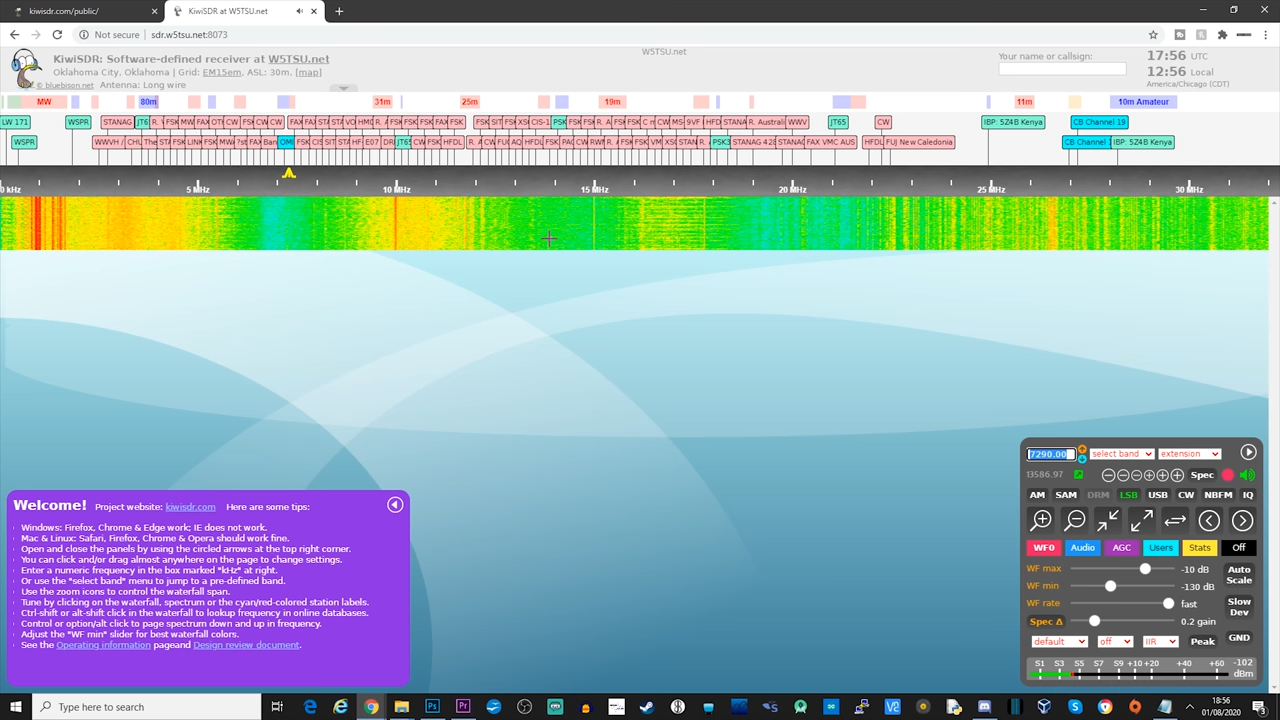 kiwisdr.com/public/
KiwiSDR at W5TSU.net
sdr.w5tsu.net:8073
KiwiSDR: Software-defined receiver at W5TSU.net
Oklahoma City, Oklahoma | Grid: EM15em, ASL: 30m, [map]
© bluebison.net Antenna: Long wire
W5TSU.net
Your name or callsign:
17:56 UTC
12:56 Local
America/Chicago (CDT)
MW 80m 31m 25m 19m 11m 10m Amateur
LW 171 WSPR STANAG JT65 WWV JT65 CW IBP: 5Z4B Kenya CB Channel 19
WSPR WWVH / STANAG 428 FAX VMC AUS HFDL FUJ New Caledonia IBP: 5Z4B Kenya
0 kHz 5 MHz 10 MHz 15 MHz 20 MHz 25 MHz 30 MHz
Welcome! Project website: kiwisdr.com Here are some tips:
Windows: Firefox, Chrome & Edge work; IE does not work.
Mac & Linux: Safari, Firefox, Chrome & Opera should work fine.
Open and close the panels by using the circled arrows at the top right corner.
You can click and/or drag almost anywhere on the page to change settings.
Enter a numeric frequency in the box marked "kHz" at right.
Or use the "select band" menu to jump to a pre-defined band.
Use the zoom icons to control the waterfall span.
Tune by clicking on the waterfall, spectrum or the cyan/red-colored station labels.
Ctrl-shift or alt-shift click in the waterfall to lookup frequency in online databases.
Control or option/alt click to page spectrum down and up in frequency.
Adjust the "WF min" slider for best waterfall colors.
See the Operating information pageand Design review document.
7290.00 select band extension
13586.97 Spec
AM SAM DRM LSB USB CW NBFM IQ
WF0 Audio AGC Users Stats Off
WF max -10 dB Auto Scale
WF min -130 dB
WF rate fast Slow Dev
Spec Δ 0.2 gain
default off IIR Peak GND
S1 S3 S5 S7 S9 +10 +20 +40 +60 -102 dBm
Type here to search
18:56
01/08/2020